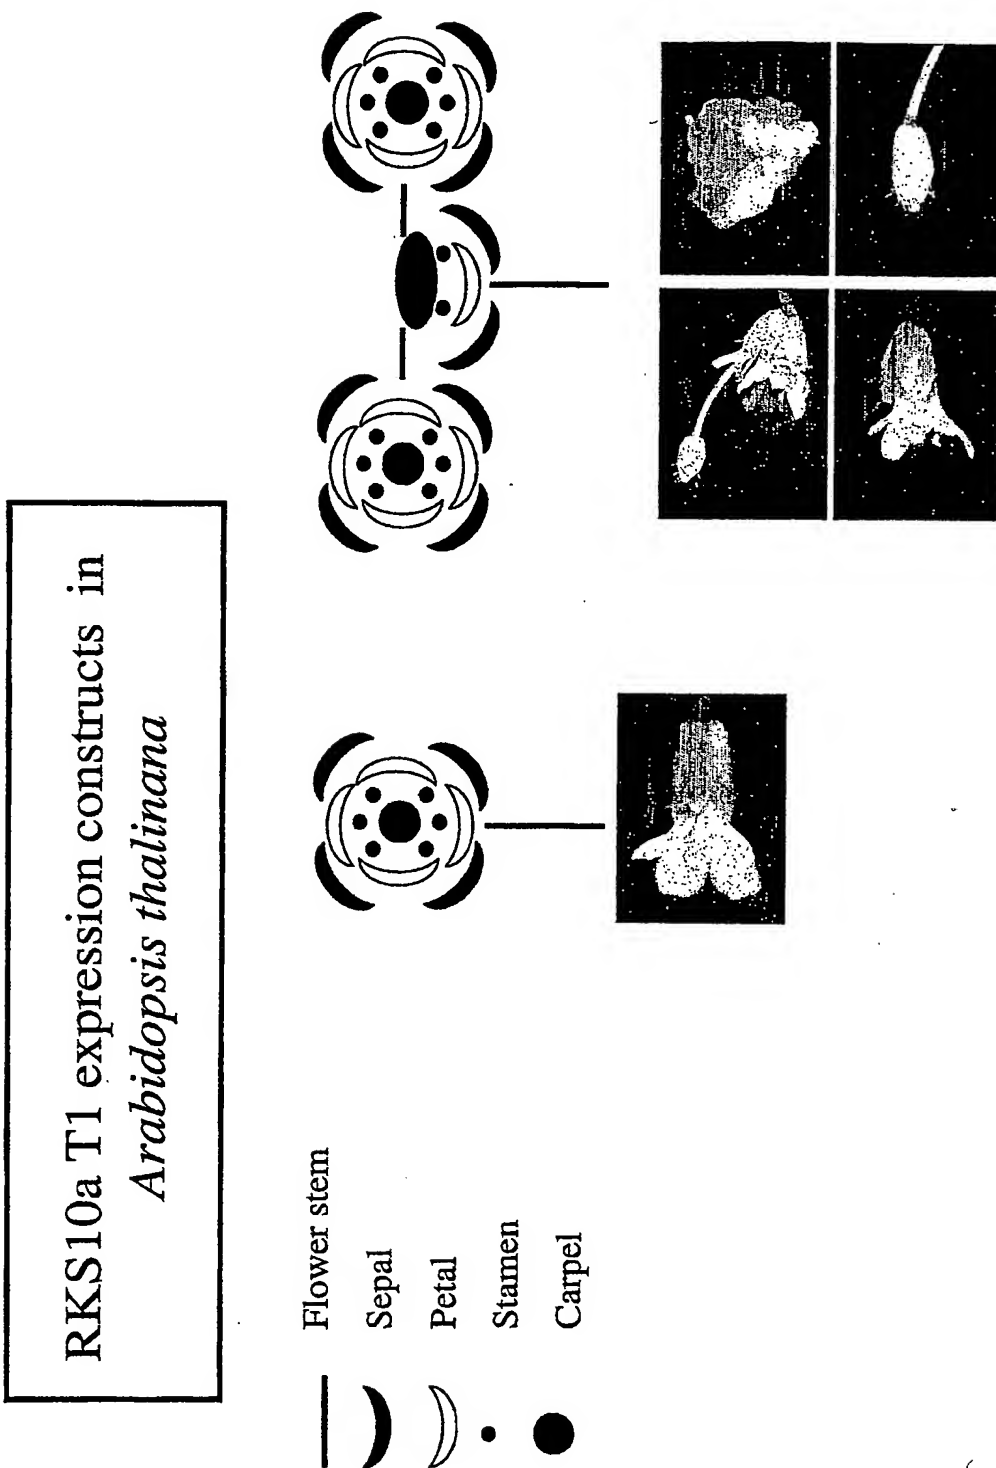 RKS10a T1 expression constructs in
Arabidopsis thalinana
Flower stem
Sepal
Petal
Stamen
Carpel